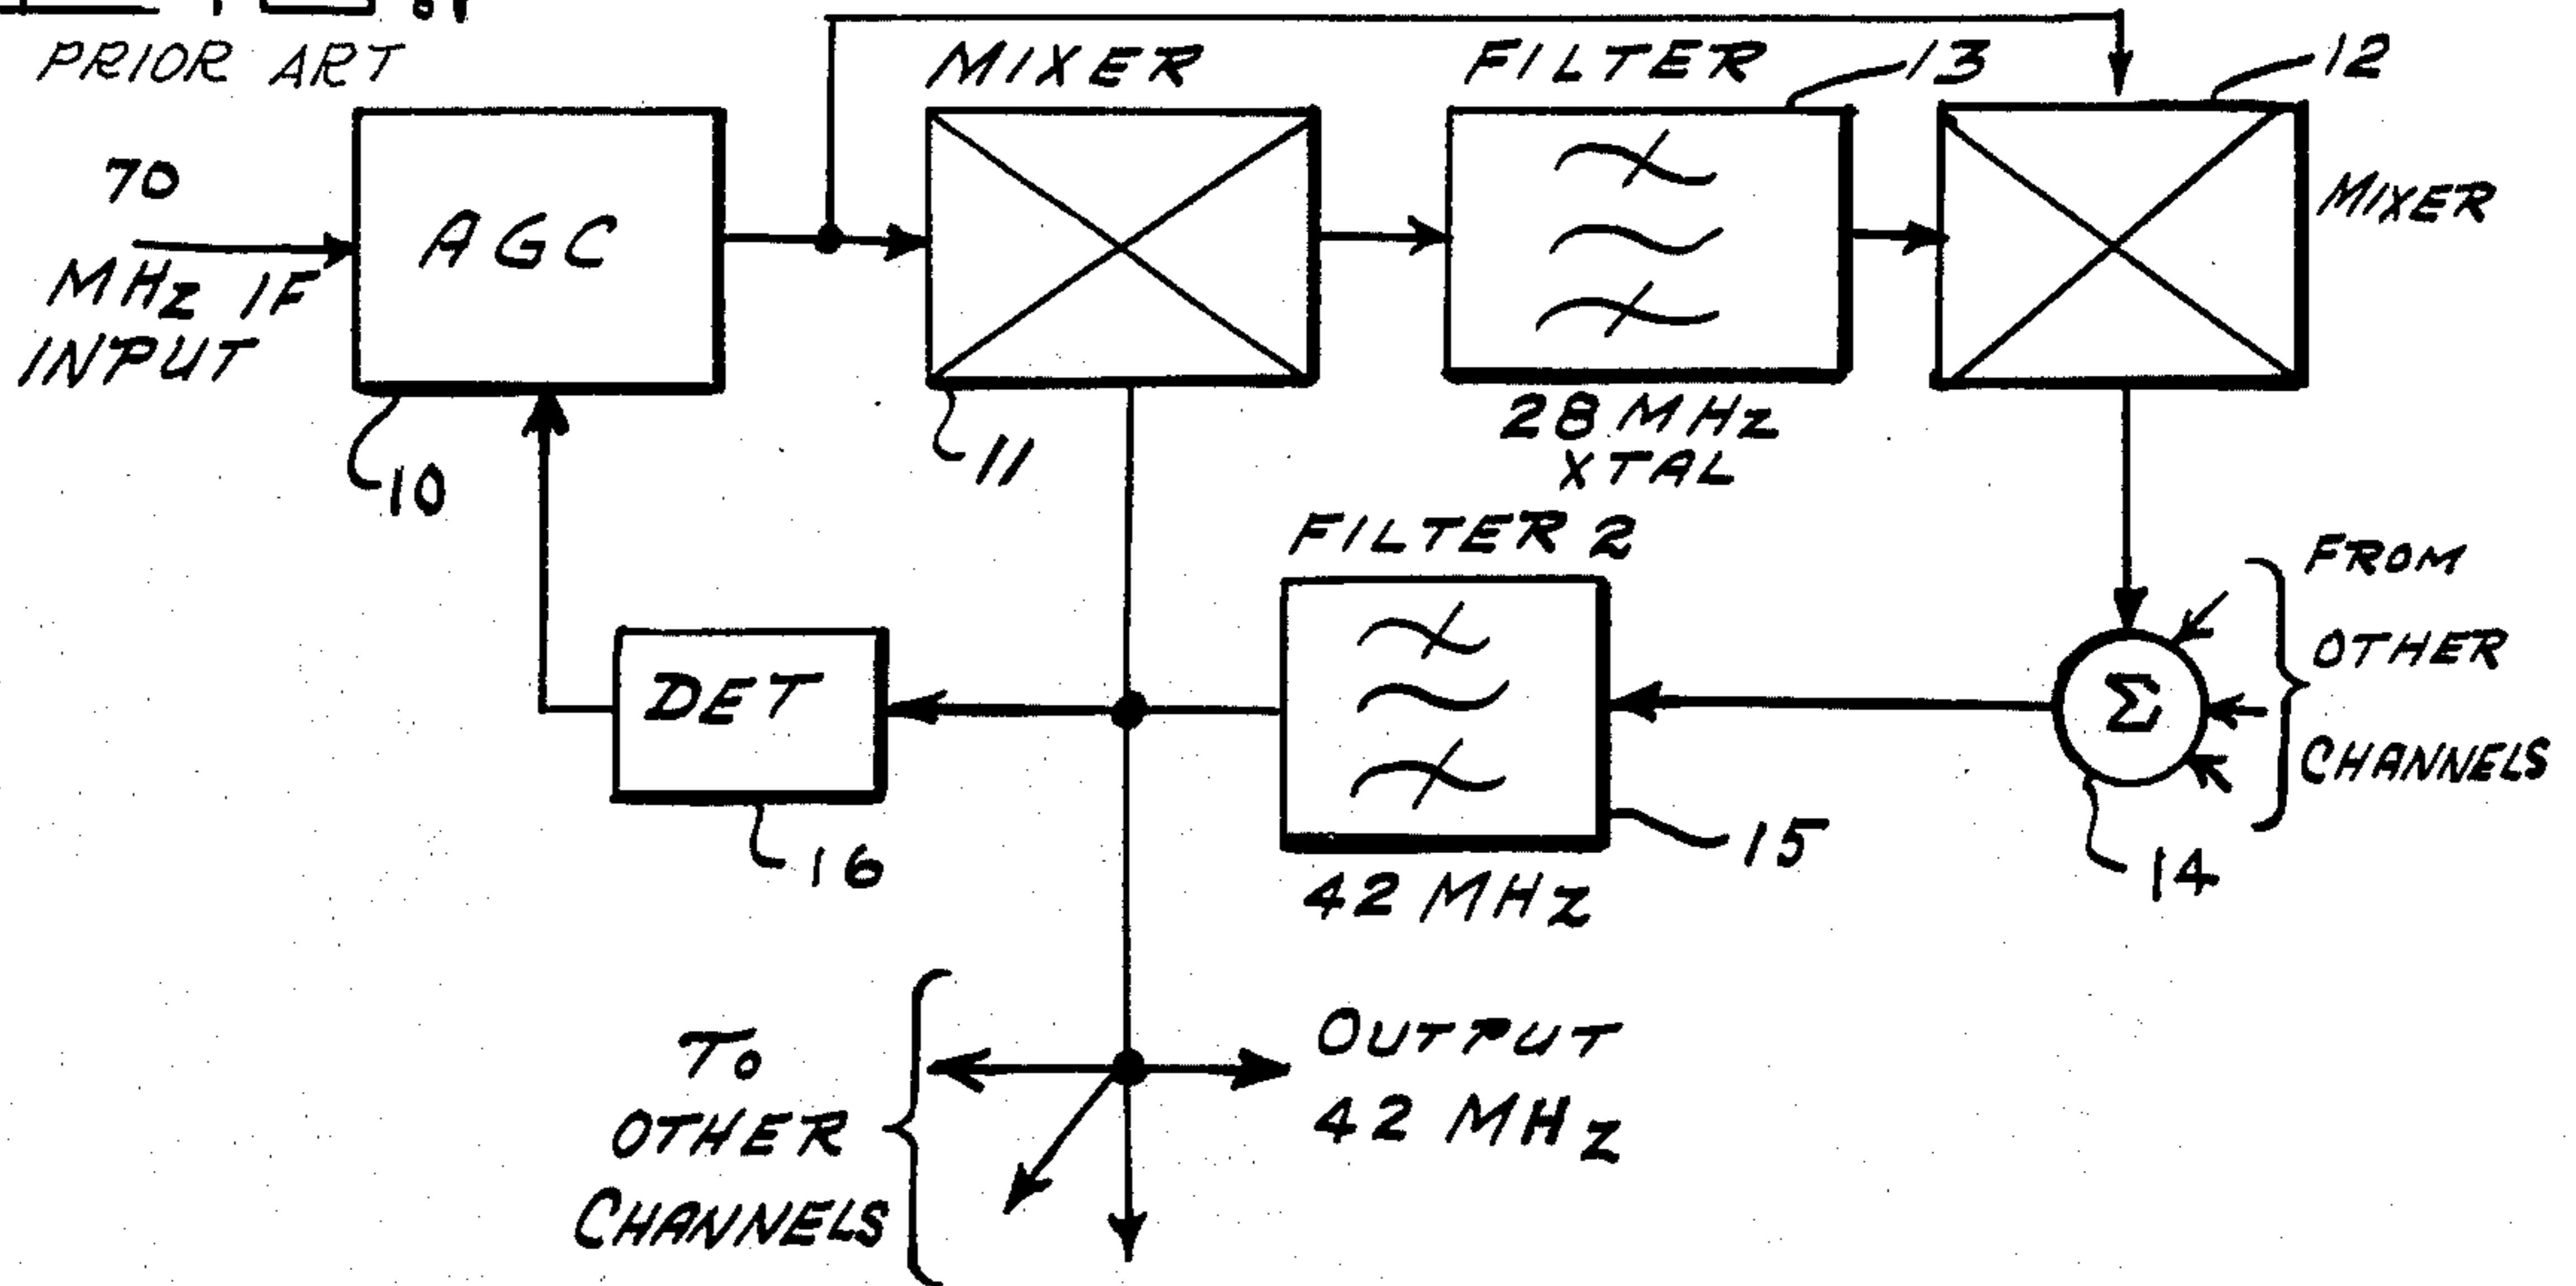 PRIOR ART
MIXER
FILTER
13
12
70
MHz IF
INPUT
AGC
MIXER
10
11
28 MHz
XTAL
FILTER 2
FROM
OTHER
CHANNELS
DET
Σ
16
15
14
42 MHz
TO
OTHER
CHANNELS
OUTPUT
42 MHz